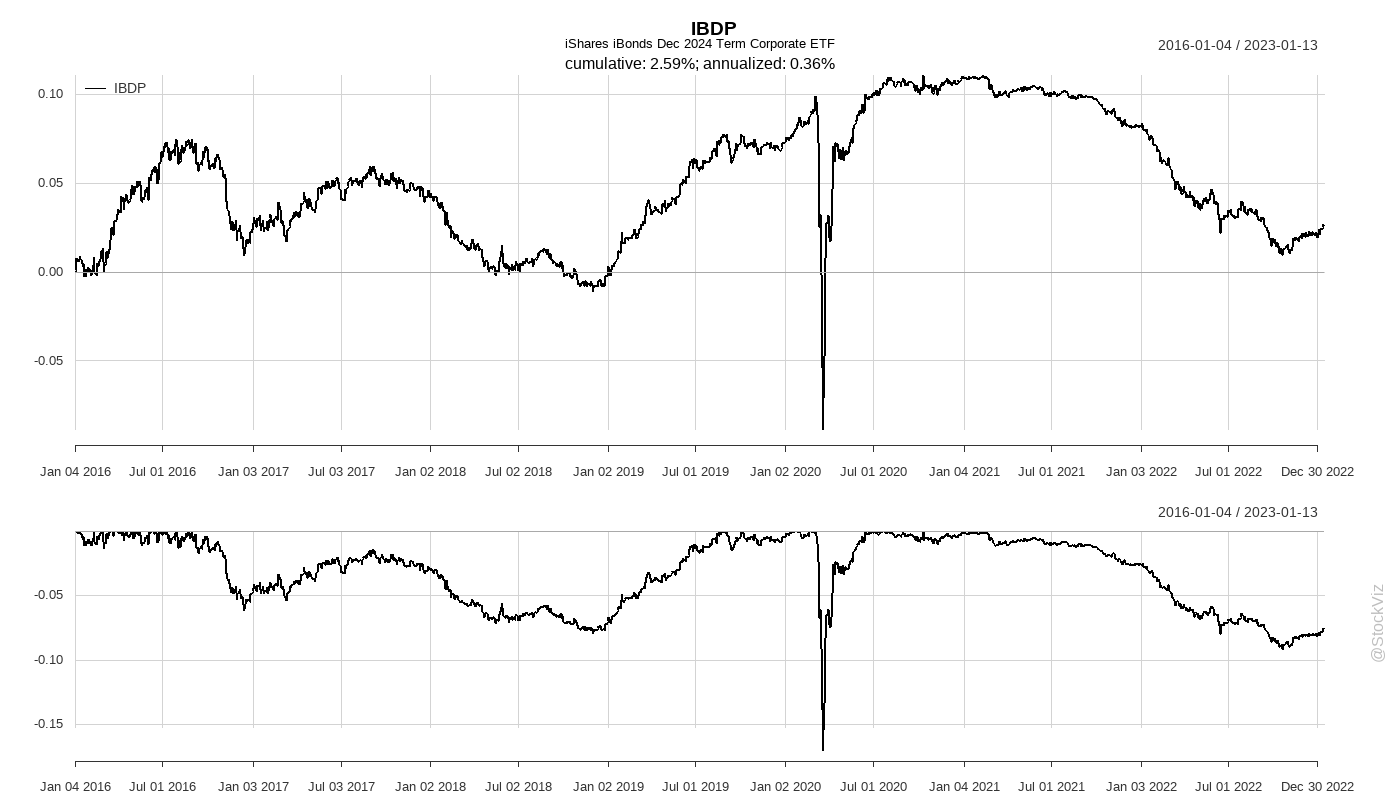 IBDP
iShares iBonds Dec 2024 Term Corporate ETF
cumulative: 2.59%; annualized: 0.36%
2016-01-04 / 2023-01-13
IBDP
0.10
0.05
0.00
-0.05
Jan 04 2016 Jul 01 2016 Jan 03 2017 Jul 03 2017 Jan 02 2018 Jul 02 2018 Jan 02 2019 Jul 01 2019 Jan 02 2020 Jul 01 2020 Jan 04 2021 Jul 01 2021 Jan 03 2022 Jul 01 2022 Dec 30 2022
2016-01-04 / 2023-01-13
-0.05
-0.10
-0.15
Jan 04 2016 Jul 01 2016 Jan 03 2017 Jul 03 2017 Jan 02 2018 Jul 02 2018 Jan 02 2019 Jul 01 2019 Jan 02 2020 Jul 01 2020 Jan 04 2021 Jul 01 2021 Jan 03 2022 Jul 01 2022 Dec 30 2022
@StockViz